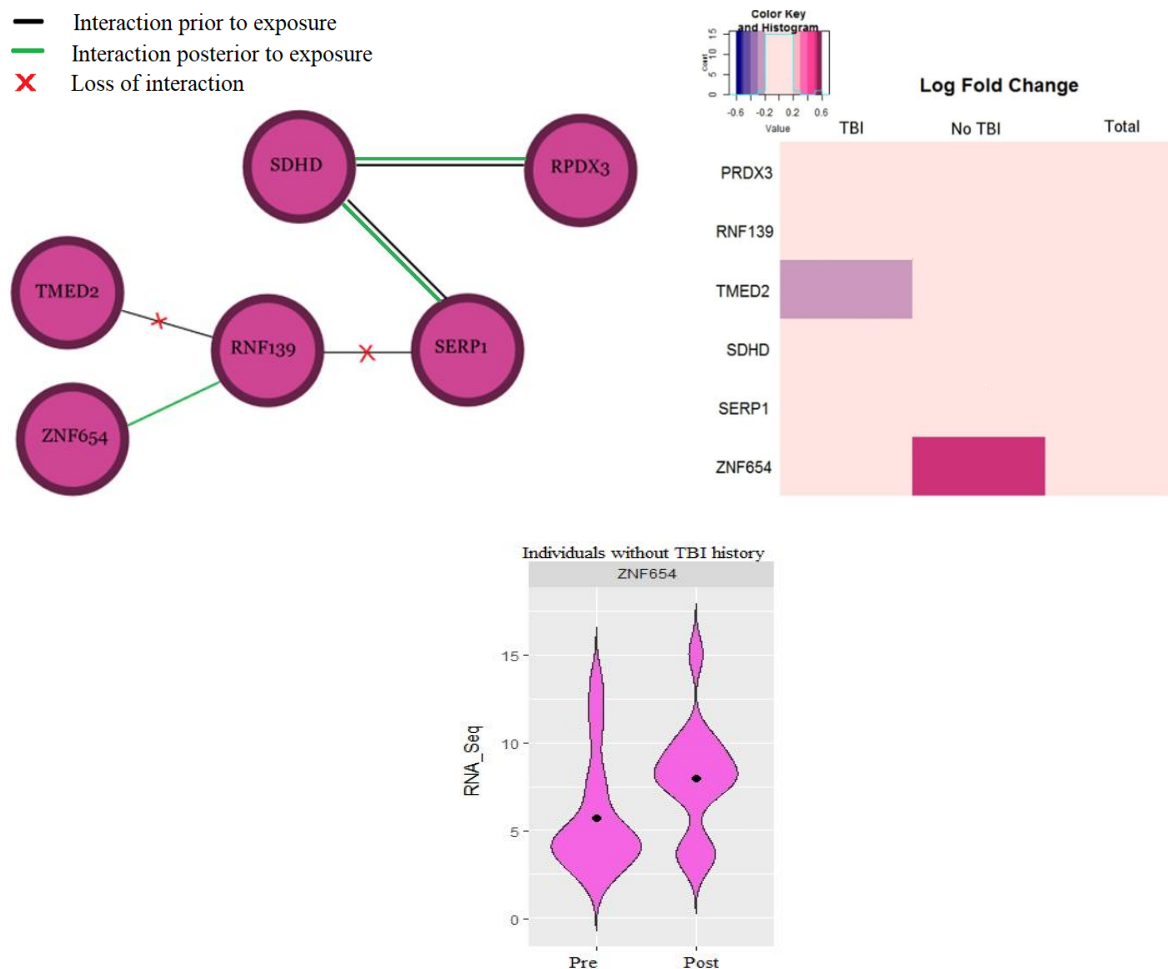 Interaction prior to exposure
Interaction posterior to exposure
Loss of interaction
SDHD
RPDX3
TMED2
RNF139
SERP1
ZNF654
Color Key
and Histogram
Count
0 5 10 15
-0.6 -0.2 0.2 0.6
Value
Log Fold Change
TBI No TBI Total
PRDX3
RNF139
TMED2
SDHD
SERP1
ZNF654
Individuals without TBI history
ZNF654
RNA_Seq
15
10
5
0
Pre Post